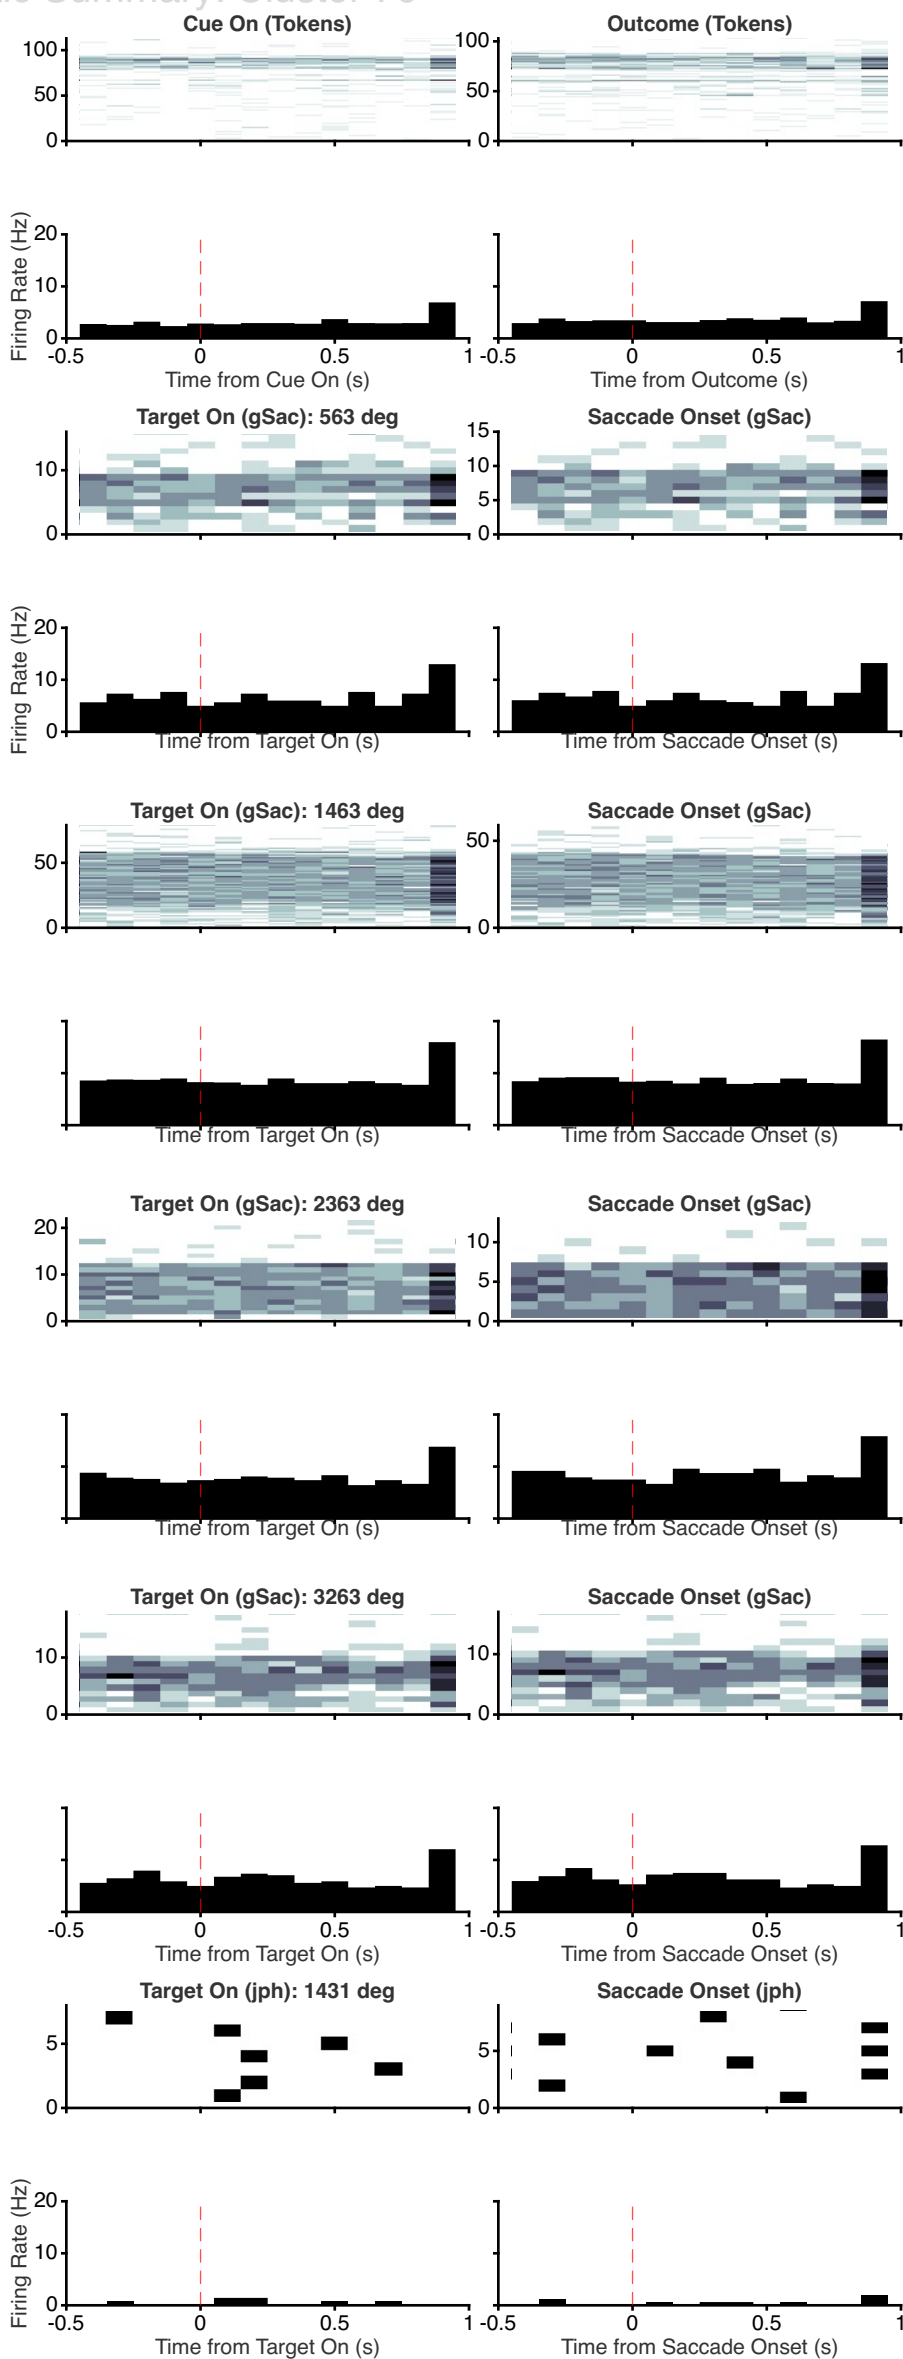 Summary: Cluster
Cue On (Tokens) Outcome (Tokens)
100 100
50 50
0 0
Firing Rate (Hz)
20
10
0
-0.5 0 0.5 1 -0.5 0 0.5 1
Time from Cue On (s) Time from Outcome (s)
Target On (gSac): 563 deg Saccade Onset (gSac)
15
10 10
5
0 0
Firing Rate (Hz)
20
10
0
Time from Target On (s) Time from Saccade Onset (s)
Target On (gSac): 1463 deg Saccade Onset (gSac)
50 50
0 0
Time from Target On (s) Time from Saccade Onset (s)
Target On (gSac): 2363 deg Saccade Onset (gSac)
20
10 10
5
0 0
Time from Target On (s) Time from Saccade Onset (s)
Target On (gSac): 3263 deg Saccade Onset (gSac)
10 10
0 0
-0.5 0 0.5 1 -0.5 0 0.5 1
Time from Target On (s) Time from Saccade Onset (s)
Target On (jph): 1431 deg Saccade Onset (jph)
5 5
0 0
Firing Rate (Hz)
20
10
0
-0.5 0 0.5 1 -0.5 0 0.5 1
Time from Target On (s) Time from Saccade Onset (s)